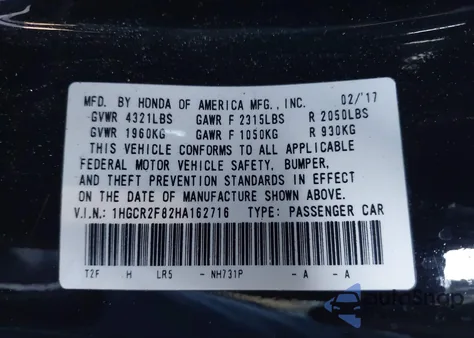 MFD. BY HONDA OF AMERICA MFG., INC. 02/'17
GVWR 4321LBS GAWR F 2315LBS R 2050LBS
GVWR 1960KG GAWR F 1050KG R 930KG
THIS VEHICLE CONFORMS TO ALL APPLICABLE
FEDERAL MOTOR VEHICLE SAFETY, BUMPER,
AND THEFT PREVENTION STANDARDS IN EFFECT
ON THE DATE OF MANUFACTURE SHOWN ABOVE.
V.I.N.: 1HGCR2F82HA162716 TYPE: PASSENGER CAR
T2F H LR5 - NH731P - A - A
autosnap